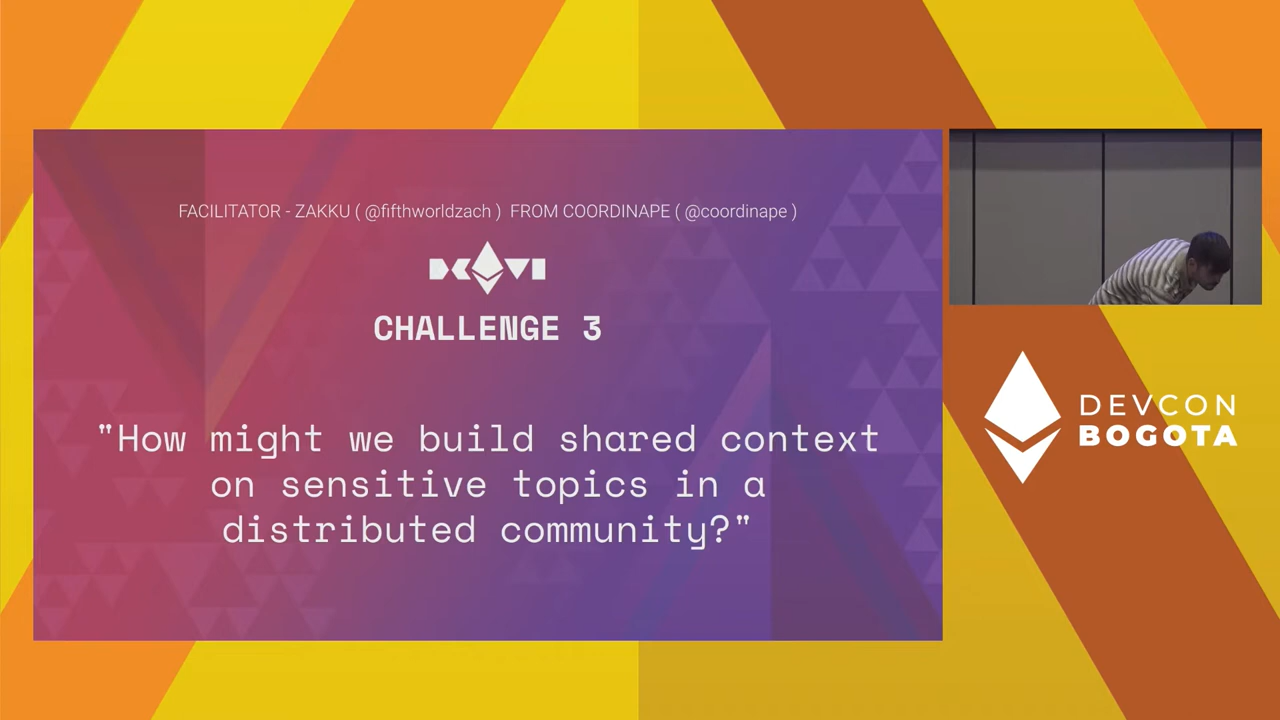 FACILITATOR - ZAKKU ( @fifthworldzach )  FROM COORDINAPE ( @coordinape )
CHALLENGE 3
"How might we build shared context
on sensitive topics in a
distributed community?"
DEVCON
BOGOTA